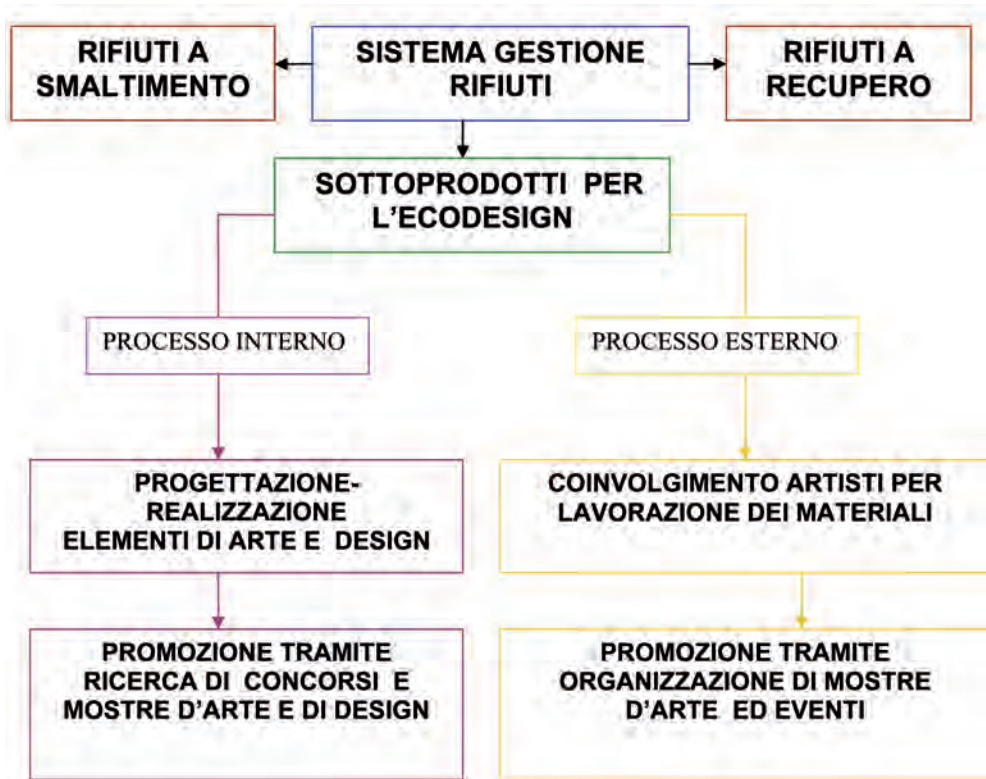 RIFIUTI A
SMALTIMENTO
SISTEMA GESTIONE
RIFIUTI
RIFIUTI A
RECUPERO
SOTTOPRODOTTI PER
L'ECODESIGN
PROCESSO INTERNO
PROCESSO ESTERNO
PROGETTAZIONE-
REALIZZAZIONE
ELEMENTI DI ARTE E DESIGN
COINVOLGIMENTO ARTISTI PER
LAVORAZIONE DEI MATERIALI
PROMOZIONE TRAMITE
RICERCA DI CONCORSI E
MOSTRE D'ARTE E DI DESIGN
PROMOZIONE TRAMITE
ORGANIZZAZIONE DI MOSTRE
D'ARTE ED EVENTI